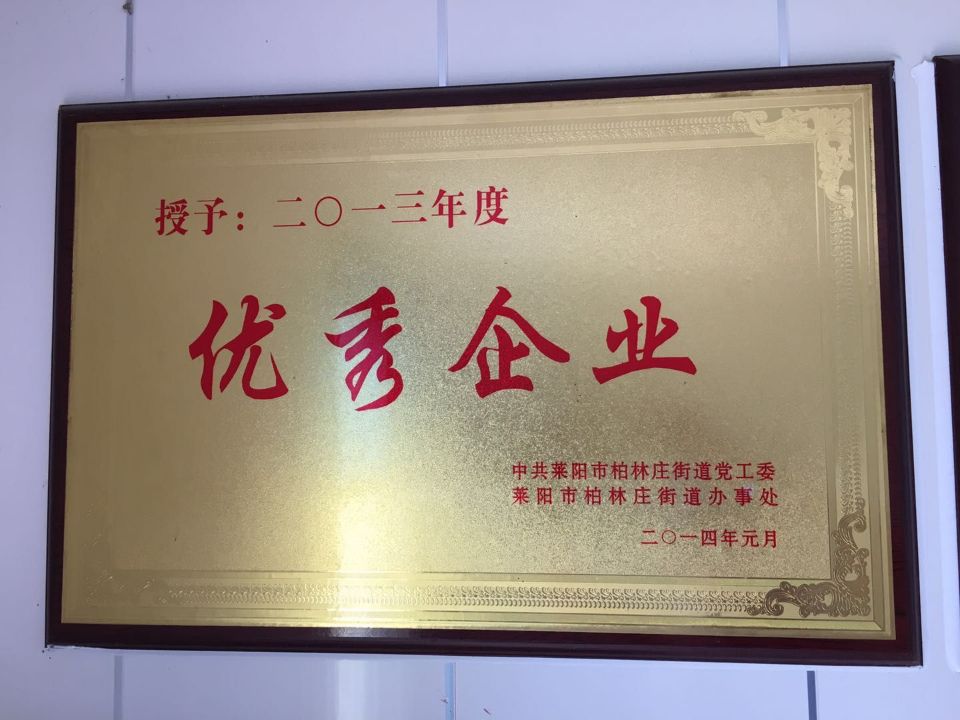 授予：二〇一三年度
优秀企业
中共莱阳市柏林庄街道党工委
莱阳市柏林庄街道办事处
二〇一四年元月